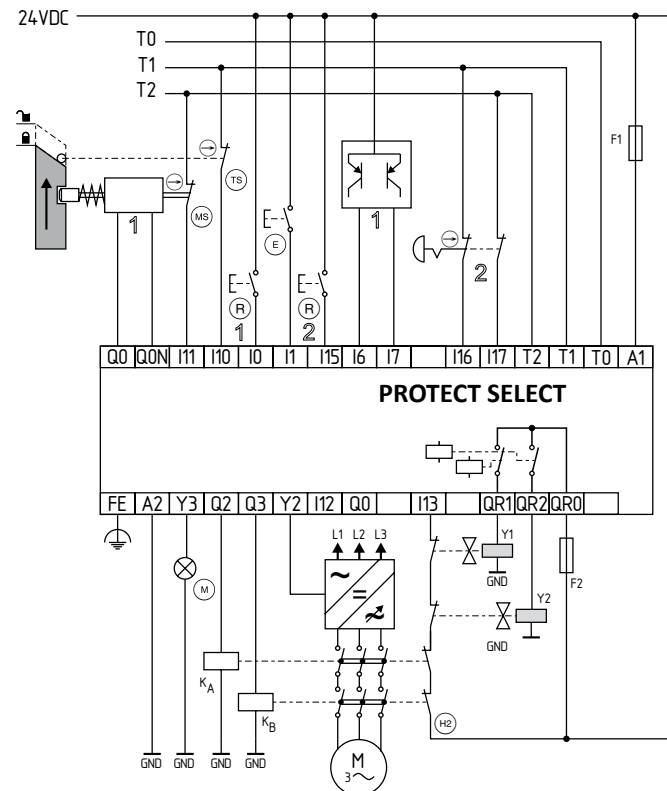 24VDC
T0
T1
T2
F1
TS
MS
1
E
R
R
1
2
1
2
Q0 Q0N I11 I10 I0 I1 I15 I6 I7 I16 I17 T2 T1 T0 A1
PROTECT SELECT
FE A2 Y3 Q2 Q3 Y2 I12 Q0 I13 QR1 QR2 QR0
L1 L2 L3
Y1
GND
F2
M
Y2
GND
KA
KB
H2
GND GND GND GND
M
3~